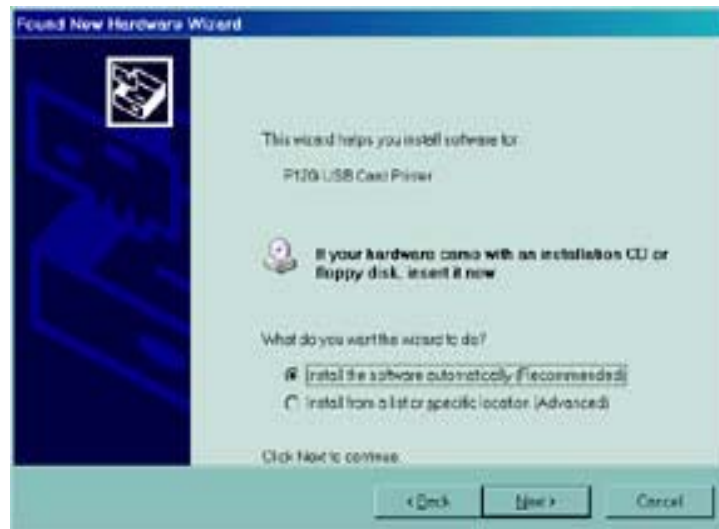 Found New Hardware Wizard
This wizard helps you install software for:
P120i USB Card Printer
If your hardware came with an installation CD or
floppy disk, insert it now
What do you want the wizard to do?
Install the software automatically (Recommended)
Install from a list or specific location (Advanced)
Click Next to continue.
< Back
Next >
Cancel